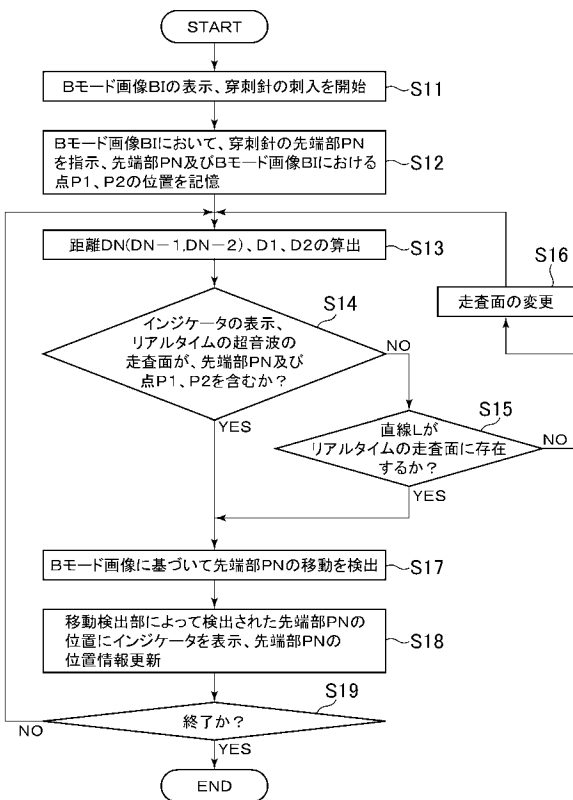 START
Bモード画像BIの表示、穿刺針の刺入を開始
S11
Bモード画像BIにおいて、穿刺針の先端部PN
を指示、先端部PN及びBモード画像BIにおける
点P1、P2の位置を記憶
S12
距離DN(DN−1,DN−2)、D1、D2の算出
S13
S16
走査面の変更
S14
インジケータの表示、
リアルタイムの超音波の
走査面が、先端部PN及び
点P1、P2を含むか?
NO
YES
S15
直線Lが
リアルタイムの走査面に存在
するか?
NO
YES
Bモード画像に基づいて先端部PNの移動を検出
S17
移動検出部によって検出された先端部PNの
位置にインジケータを表示、先端部PNの
位置情報更新
S18
S19
終了か?
NO
YES
END